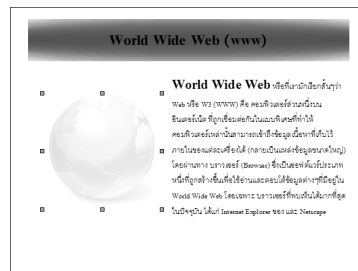 World Wide Web (www)
World Wide Web หรือที่เรามักเรียกสั้นๆว่า
Web หรือ W3 (WWW) คือ คอมพิวเตอร์ส่วนหนึ่งบน
อินเตอร์เน็ต ที่ถูกเชื่อมต่อกันในแบบพิเศษที่ทำให้
คอมพิวเตอร์เหล่านั้นสามารถเข้าถึงข้อมูลเนื้อหาที่เก็บไว้
ภายในของแต่ละเครื่องได้ (กลายเป็นแหล่งข้อมูลขนาดใหญ่)
โดยผ่านทาง บราวเซอร์ (Browser) ซึ่งเป็นซอฟต์แวร์ประเภท
หนึ่งที่ถูกสร้างขึ้นเพื่อใช้อ่านและตอบโต้ข้อมูลต่างๆที่มีอยู่ใน
World Wide Web โดยเฉพาะ บราวเซอร์ที่พบเห็นได้มากที่สุด
ในปัจจุบัน ได้แก่ Internet Explorer ของ และ Netscape